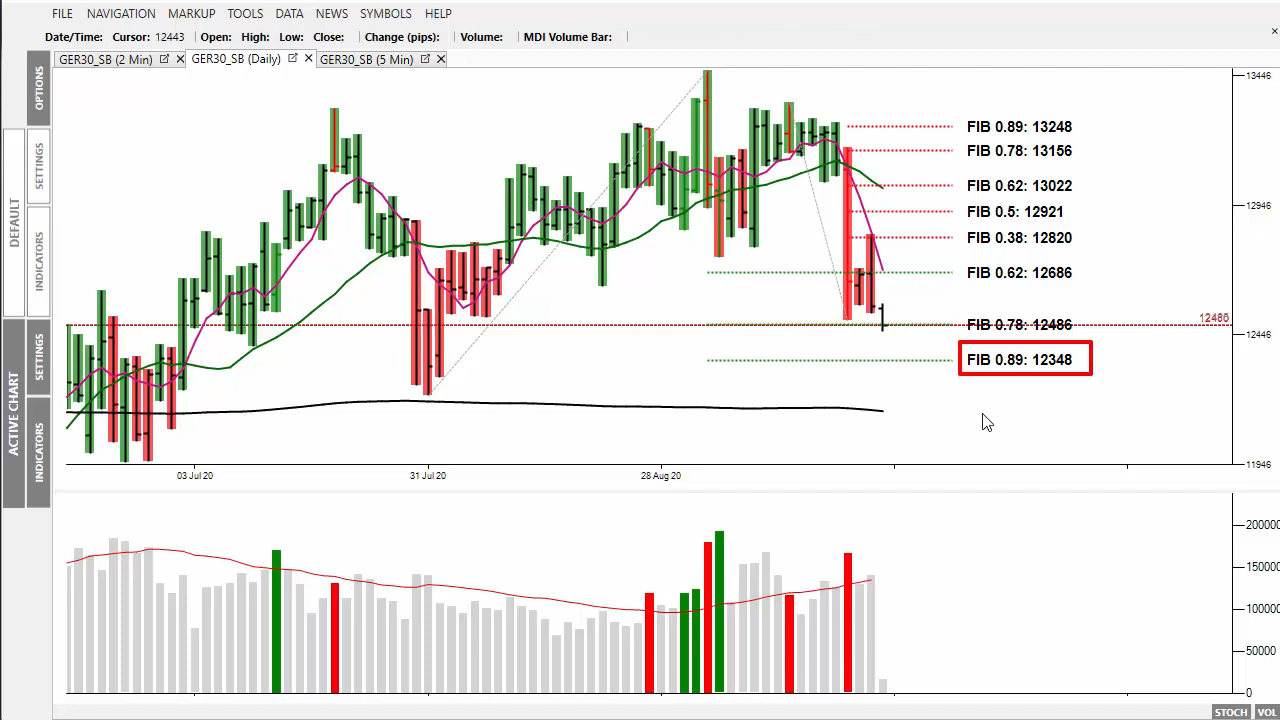 FILE NAVIGATION MARKUP TOOLS DATA NEWS SYMBOLS HELP
Date/Time: Cursor: 12443 Open: High: Low: Close: Change (pips): Volume: MDI Volume Bar:
GER30_SB (2 Min) GER30_SB (Daily) GER30_SB (5 Min)
OPTIONS
SETTINGS
DEFAULT
INDICATORS
SETTINGS
ACTIVE CHART
INDICATORS
13446
FIB 0.89: 13248
FIB 0.78: 13156
FIB 0.62: 13022
12946
FIB 0.5: 12921
FIB 0.38: 12820
FIB 0.62: 12686
12486
FIB 0.78: 12486
12446
FIB 0.89: 12348
11946
03 Jul 20 31 Jul 20 28 Aug 20
200000
150000
100000
50000
0
STOCH VOL